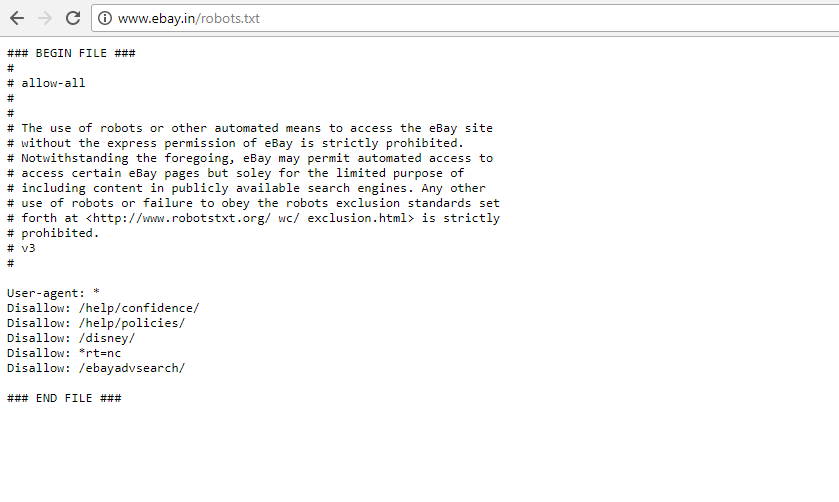 www.ebay.in/robots.txt
### BEGIN FILE ###
#
# allow-all
#
#
# The use of robots or other automated means to access the eBay site
# without the express permission of eBay is strictly prohibited.
# Notwithstanding the foregoing, eBay may permit automated access to
# access certain eBay pages but soley for the limited purpose of
# including content in publicly available search engines. Any other
# use of robots or failure to obey the robots exclusion standards set
# forth at <http://www.robotstxt.org/ wc/ exclusion.html> is strictly
# prohibited.
# v3
#
User-agent: *
Disallow: /help/confidence/
Disallow: /help/policies/
Disallow: /disney/
Disallow: *rt=nc
Disallow: /ebayadvsearch/
### END FILE ###